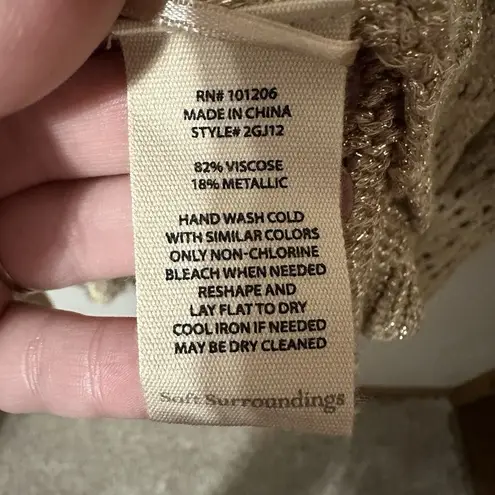 RN# 101206
MADE IN CHINA
STYLE# 2GJ12
82% VISCOSE
18% METALLIC
HAND WASH COLD
WITH SIMILAR COLORS
ONLY NON-CHLORINE
BLEACH WHEN NEEDED
RESHAPE AND
LAY FLAT TO DRY
COOL IRON IF NEEDED
MAY BE DRY CLEANED
Soft Surroundings